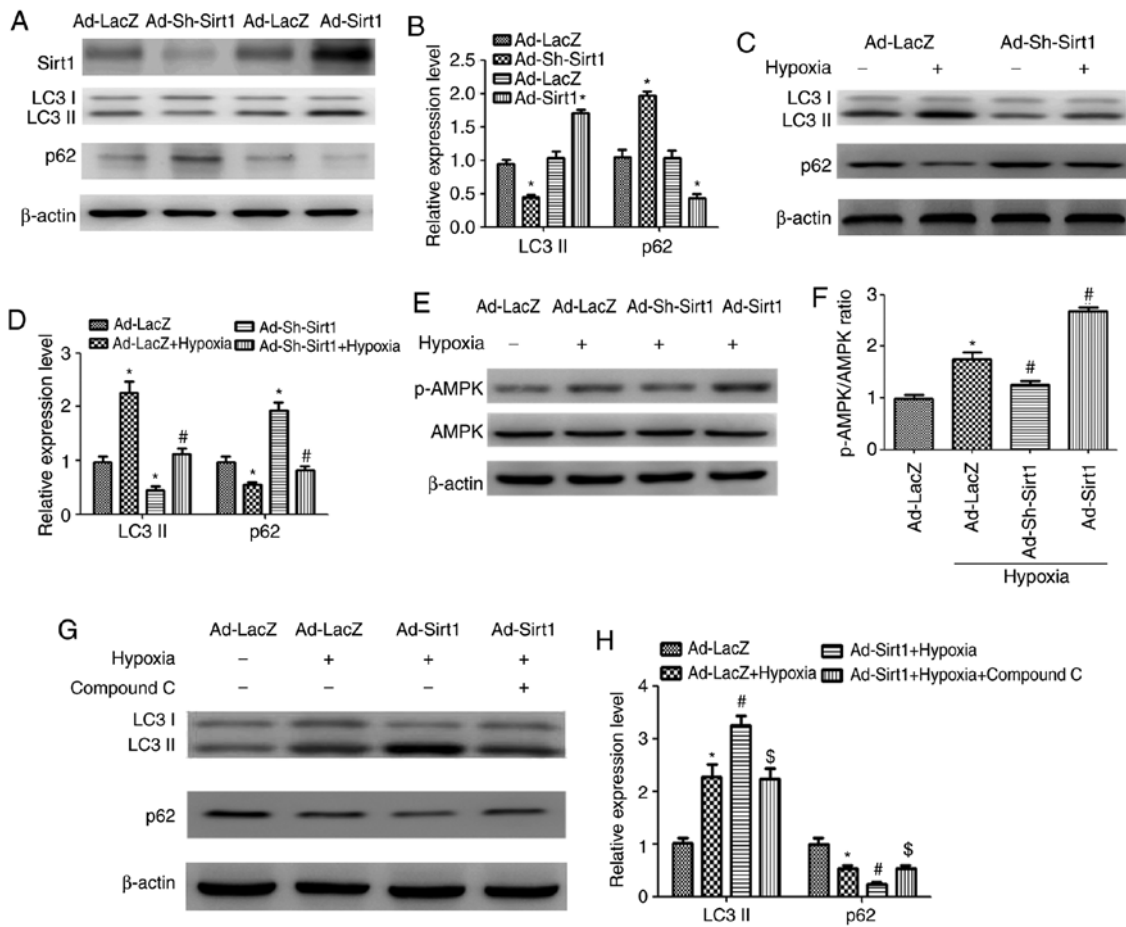 A
Ad-LacZ Ad-Sh-Sirt1 Ad-LacZ Ad-Sirt1
Sirt1
LC3 I
LC3 II
p62
β-actin
B
Ad-LacZ
Ad-Sh-Sirt1
Ad-LacZ
Ad-Sirt1
Relative expression level
2.5
2.0
1.5
1.0
0.5
0.0
* * * *
LC3 II p62
C
Ad-LacZ Ad-Sh-Sirt1
Hypoxia – + – +
LC3 I
LC3 II
p62
β-actin
D
Ad-LacZ Ad-Sh-Sirt1
Ad-LacZ+Hypoxia Ad-Sh-Sirt1+Hypoxia
Relative expression level
3
2
1
0
* * # * * #
LC3 II p62
E
Ad-LacZ Ad-LacZ Ad-Sh-Sirt1 Ad-Sirt1
Hypoxia – + + +
p-AMPK
AMPK
β-actin
F
p-AMPK/AMPK ratio
3
2
1
0
* # #
Ad-LacZ Ad-LacZ Ad-Sh-Sirt1 Ad-Sirt1
Hypoxia
G
Ad-LacZ Ad-LacZ Ad-Sirt1 Ad-Sirt1
Hypoxia – + + +
Compound C – – – +
LC3 I
LC3 II
p62
β-actin
H
Ad-LacZ Ad-Sirt1+Hypoxia
Ad-LacZ+Hypoxia Ad-Sirt1+Hypoxia+Compound C
Relative expression level
4
3
2
1
0
* # $ * # $
LC3 II p62